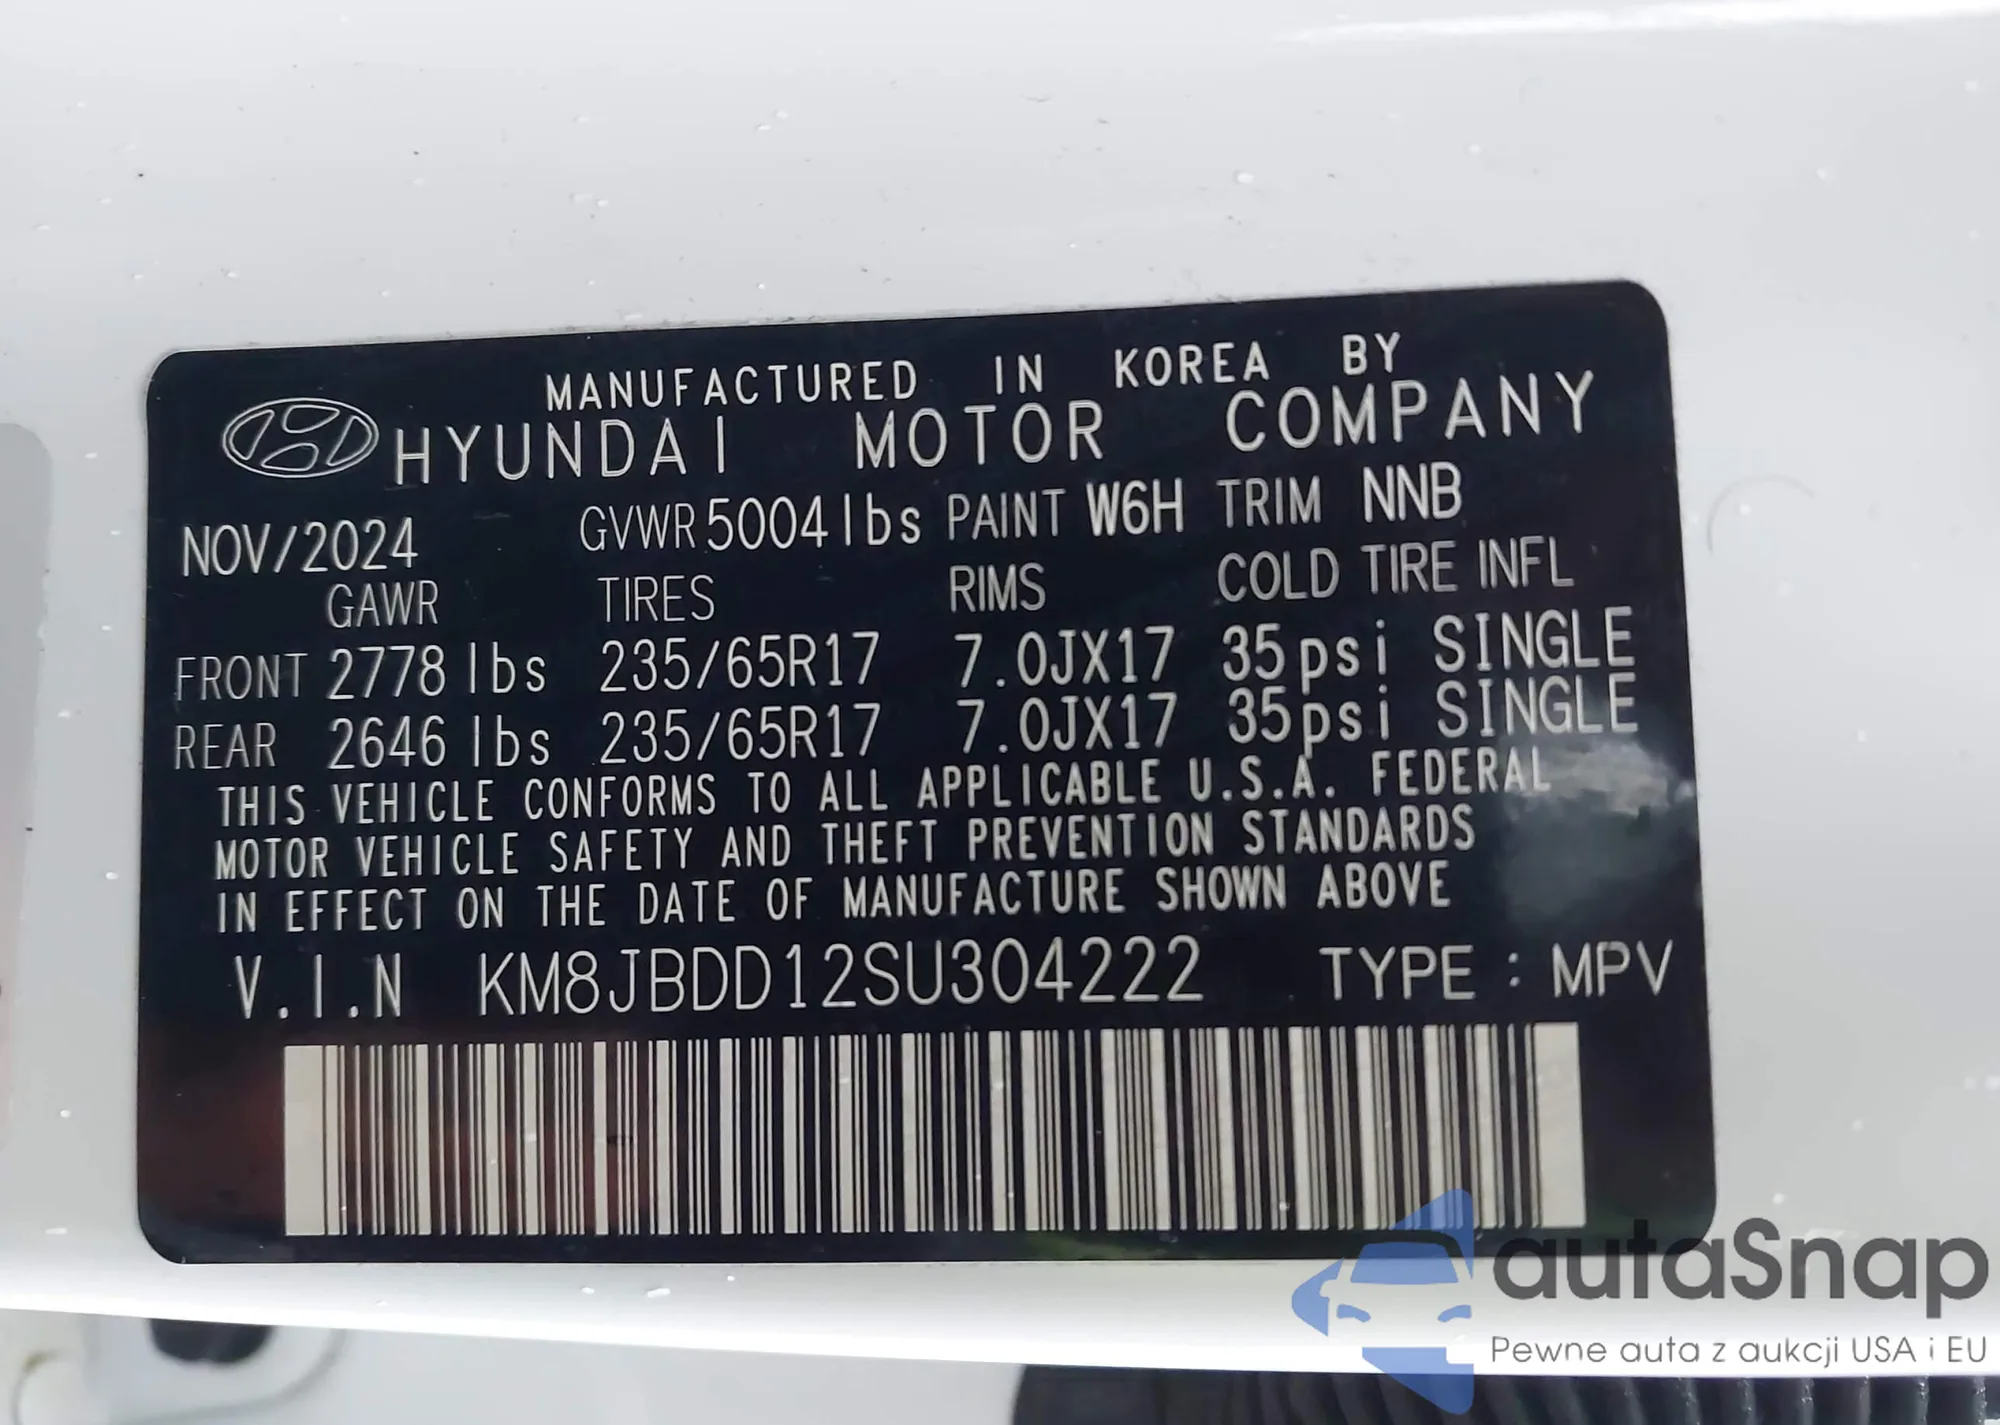 MANUFACTURED IN KOREA BY
HYUNDAI MOTOR COMPANY
NOV/2024 GVWR 5004lbs PAINT W6H TRIM NNB
GAWR TIRES RIMS COLD TIRE INFL
FRONT 2778 lbs 235/65R17 7.0JX17 35psi SINGLE
REAR 2646 lbs 235/65R17 7.0JX17 35psi SINGLE
THIS VEHICLE CONFORMS TO ALL APPLICABLE U.S.A. FEDERAL
MOTOR VEHICLE SAFETY AND THEFT PREVENTION STANDARDS
IN EFFECT ON THE DATE OF MANUFACTURE SHOWN ABOVE
V.I.N KM8JBDD12SU304222 TYPE : MPV
autaSnap
Pewne auta z aukcji USA i EU